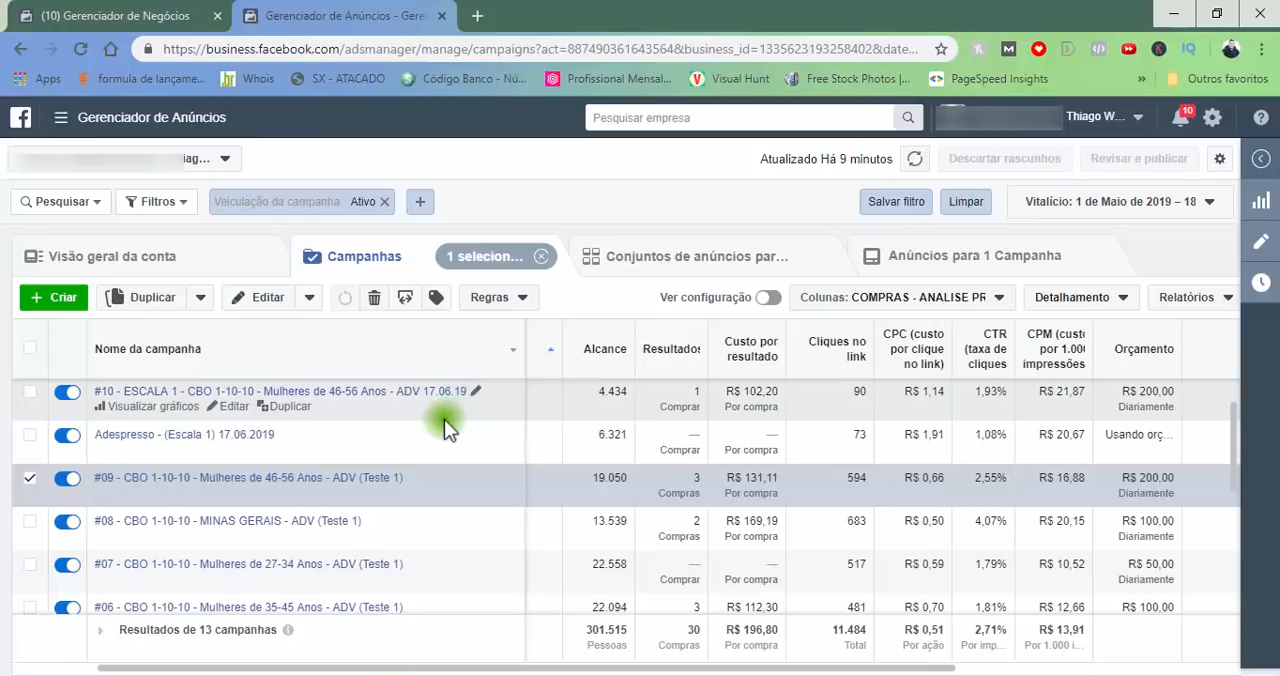 (10) Gerenciador de Negócios
Gerenciador de Anúncios - Gere
https://business.facebook.com/adsmanager/manage/campaigns?act=887490361643564&business_id=133562319325840​2&date...
Apps
formula de lançame...
Whois
SX - ATACADO
Código Banco - Nú...
Profissional Mensal...
Visual Hunt
Free Stock Photos |...
PageSpeed Insights
»
Outros favoritos
Gerenciador de Anúncios
Pesquisar empresa
Thiago W...
10
iag...
Atualizado Há 9 minutos
Descartar rascunhos
Revisar e publicar
Pesquisar
Filtros
Veiculação da campanha Ativo
Salvar filtro
Limpar
Vitalício: 1 de Maio de 2019 – 18
Visão geral da conta
Campanhas
1 selecion...
Conjuntos de anúncios par...
Anúncios para 1 Campanha
+ Criar
Duplicar
Editar
Regras
Ver configuração
Colunas: COMPRAS - ANALISE PR
Detalhamento
Relatórios
Nome da campanha
Alcance
Resultados
Custo por resultado
Cliques no link
CPC (custo por clique no link)
CTR (taxa de cliques
CPM (custo por 1.000 impressões
Orçamento
#10 - ESCALA 1 - CBO 1-10-10 - Mulheres de 46-56 Anos - ADV 17.06.19
4.434 1 R$ 102,20 90 R$ 1,14 1,93% R$ 21,87 R$ 200,00
Visualizar gráficos Editar Duplicar
Comprar Por compra Diariamente
Adespresso - (Escala 1) 17.06.2019
6.321 — — 73 R$ 1,91 1,08% R$ 20,67 Usando orç...
Comprar Por compra
#09 - CBO 1-10-10 - Mulheres de 46-56 Anos - ADV (Teste 1)
19.050 3 R$ 131,11 594 R$ 0,66 2,55% R$ 16,88 R$ 200,00
Compras Por compra Diariamente
#08 - CBO 1-10-10 - MINAS GERAIS - ADV (Teste 1)
13.539 2 R$ 169,19 683 R$ 0,50 4,07% R$ 20,15 R$ 100,00
Compras Por compra Diariamente
#07 - CBO 1-10-10 - Mulheres de 27-34 Anos - ADV (Teste 1)
22.558 — — 517 R$ 0,59 1,79% R$ 10,52 R$ 50,00
Comprar Por compra Diariamente
#06 - CBO 1-10-10 - Mulheres de 35-45 Anos - ADV (Teste 1)
22.094 3 R$ 112,30 481 R$ 0,70 1,81% R$ 12,66 R$ 100,00
Resultados de 13 campanhas
301.515 30 R$ 196,80 11.484 R$ 0,51 2,71% R$ 13,91
Pessoas Compras Por compra Total Por ação Por imp... Por 1.000 i...